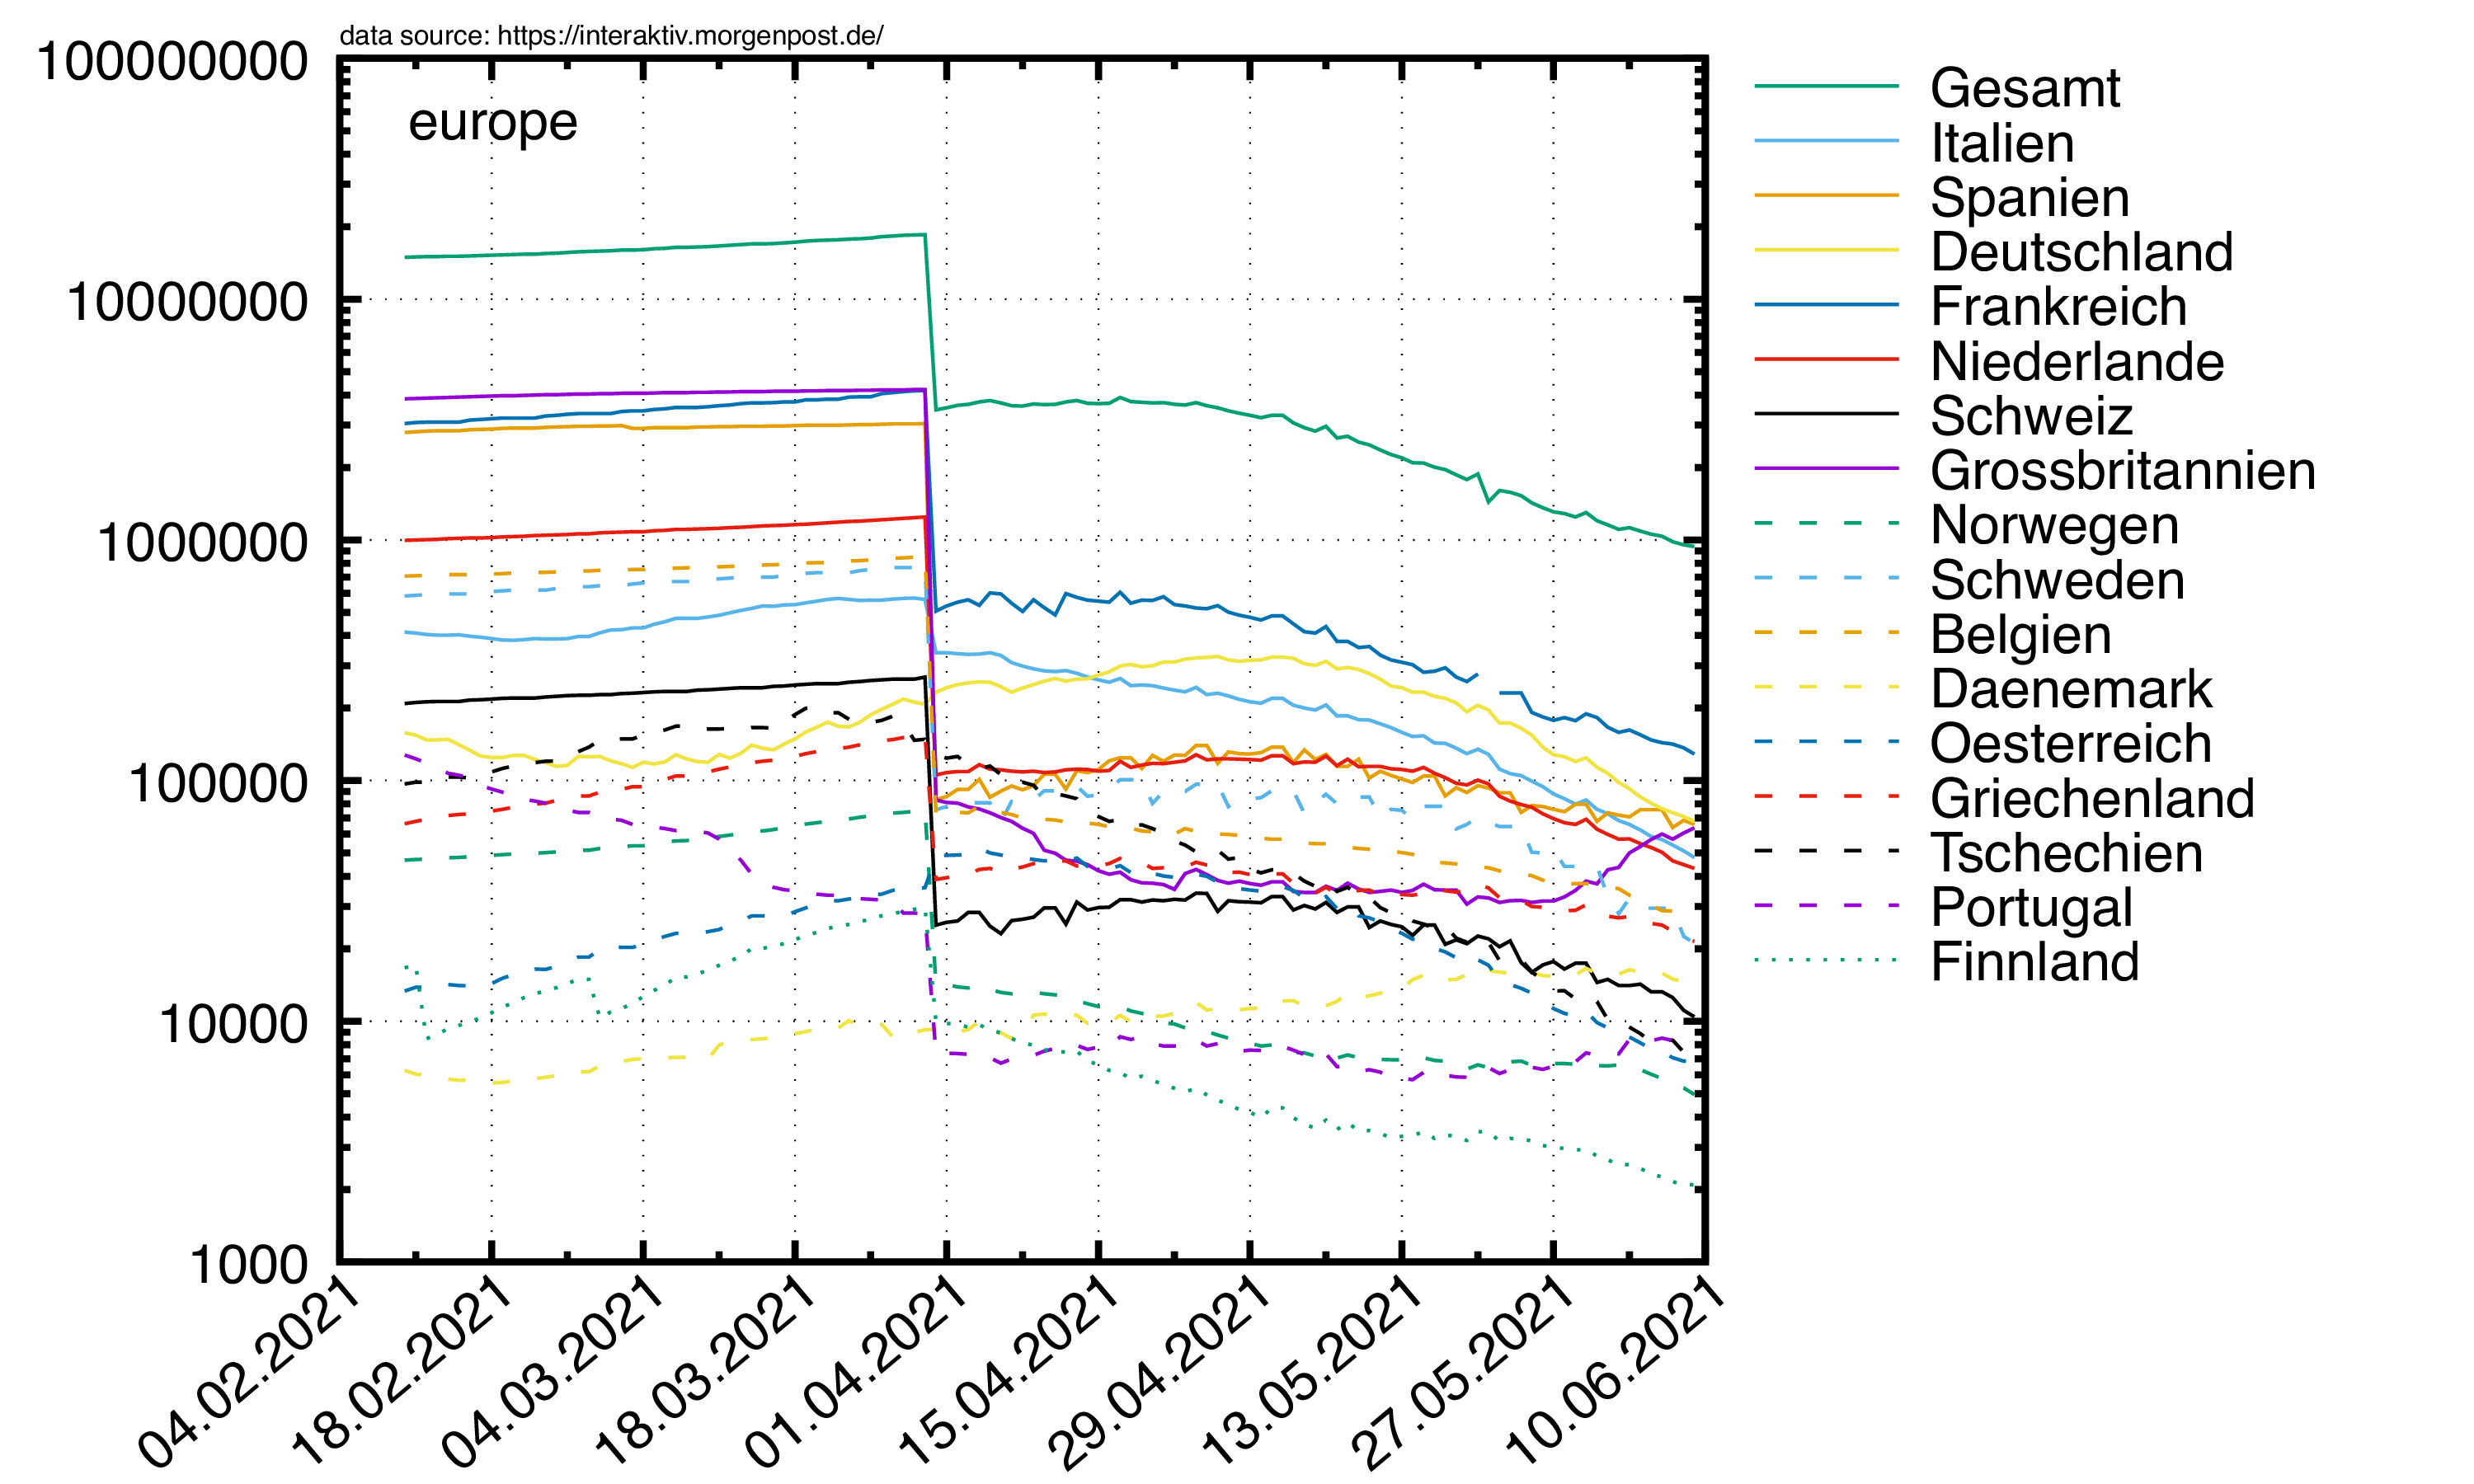 data source: https://interaktiv.morgenpost.de/
100000000
10000000
1000000
100000
10000
1000
europe
04.02.2021
18.02.2021
04.03.2021
18.03.2021
01.04.2021
15.04.2021
29.04.2021
13.05.2021
27.05.2021
10.06.2021
Gesamt
Italien
Spanien
Deutschland
Frankreich
Niederlande
Schweiz
Grossbritannien
Norwegen
Schweden
Belgien
Daenemark
Oesterreich
Griechenland
Tschechien
Portugal
Finnland